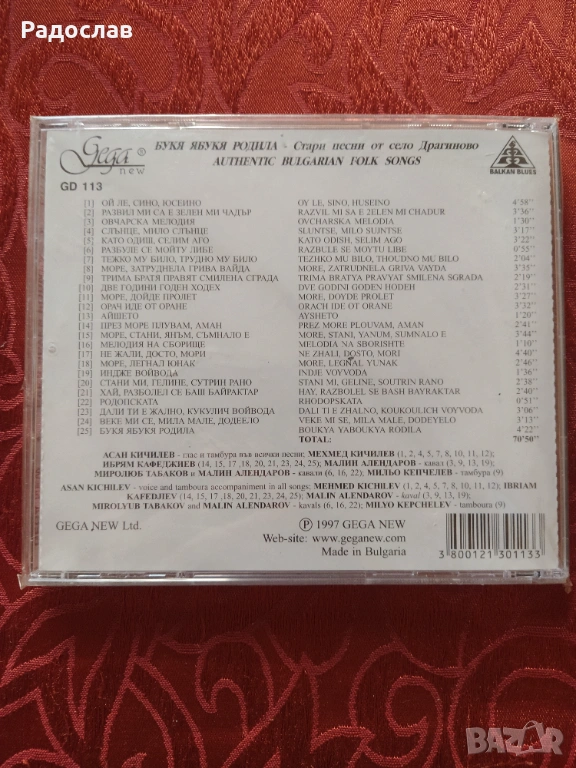 Радослав
Gega
new
БУКЯ ЯБУКЯ РОДИЛА - Стари песни от село Драгиново
AUTHENTIC BULGARIAN FOLK SONGS
BALKAN BLUES
GD 113
[1] ОЙ ЛЕ, СИНО, ЮСЕИНО OY LE, SINO, HUSEINO 4'58"
[2] РАЗВИЛ МИ СА Е ЗЕЛЕН МИ ЧАДЪР RAZVIL MI SA E ZELEN MI CHADUR 3'36"
[3] ОВЧАРСКА МЕЛОДИЯ OVCHARSKA MELODIA 1'30"
[4] СЛЪНЦЕ, МИЛО СЛЪНЦЕ SLUNTSE, MILO SUJNTSE 3'17"
[5] КАТО ОДИШ, СЕЛИМ АГО KATO ODISH, SELIM AGO 3'22"
[6] РАЗБУЛЕ СЕ МОЙТУ ЛИБЕ RAZBULE SE MOYTU LIBE 0'55"
[7] ТЕЖКО МУ БИЛО, ТРУДНО МУ БИЛО TEZHKO MU BILO, THOUDNO MU BILO 2'04"
[8] МОРЕ, ЗАТРУДНЕЛА ГРИВА ВАЙДА MORE, ZATRUDNELA GRIVA VAYDA 3'35"
[9] ТРИМА БРАТЯ ПРАВЯТ СМИЛЕНА СГРАДА TRIMA BRATYA PRAVYAT SMILENA SGRADA 2'19"
[10] ДВЕ ГОДИНИ ГОДЕН ХОДЕХ DVE GODINI GODEN HODEH 3'31"
[11] МОРЕ, ДОЙДЕ ПРОЛЕТ MORE, DOYDE PROLET 3'27"
[12] ОРАЧ ИДЕ ОТ ОРАНЕ ORACH IDE OT ORANE 3'32"
[13] АЙШЕТО AYSHETO 1'21"
[14] ПРЕЗ МОРЕ ПЛУВАМ, АМАН PREZ MORE PLOUVAM, AMAN 2'41"
[15] МОРЕ, СТАНИ, ЯНЪМ, СЪМНАЛО Е MORE, STANI, YANUM, SUMNALO E 3'44"
[16] МЕЛОДИЯ НА СБОРИЩЕ MELODIA NA SBORISHTE 1'10"
[17] НЕ ЖАЛИ, ДОСТО, МОРИ NE ZHALI, DOSTO, MORI 4'40"
[18] МОРЕ, ЛЕГНАЛ ЮНАК MORE, LEGNAL YUNAK 2'46"
[19] ИНДЖЕ ВОЙВОДА INDJE VOYVODA 1'36"
[20] СТАНИ МИ, ГЕЛИНЕ, СУТРИН РАНО STANI MI, GELINE, SOUTRIN RANO 2'38"
[21] ХАЙ, РАЗБОЛЕЛ СЕ БАШ БАЙРАКТАР HAY, RAZBOLEL SE BASH BAYRAKTAR 2'40"
[22] РОДОПСКАТА RHODOPSKATA 0'51"
[23] ДАЛИ ТИ Е ЖАЛНО, КУКУЛИЧ ВОЙВОДА DALI TI E ZHALNO, KOUKOULICH VOYVODA 3'06"
[24] ВЕКЕ МИ СЕ, МИЛА МАЛЕ, ДОДЕЕЛО VEKE MI SE, MILA MALE, DODEYELO 3'13"
[25] БУКЯ ЯБУКЯ РОДИЛА BOUKYA YABOUKYA RODILA 4'22"
TOTAL: 70'50"
АСАН КИЧИЛЕВ - глас и тамбура във всички песни; МЕХМЕД КИЧИЛЕВ (1, 2, 4, 5, 7, 8, 10, 11, 12);
ИБРЯМ КАФЕДЖИЕВ (14, 15, 17 ,18, 20, 21, 23, 24, 25); МАЛИН АЛЕНДАРОВ - кавал (3, 9, 13, 19);
МИРОЛЮБ ТАБАКОВ и МАЛИН АЛЕНДАРОВ - кавали (6, 16, 22); МИЛЬО КЕПЧЕЛЕВ - тамбура (9)
ASAN KICHILEV - voice and tamboura accompaniment in all songs; MEHMED KICHILEV (1, 2, 4, 5, 7, 8, 10, 11, 12); IBRIAM
KAFEDJIEV (14, 15, 17 ,18, 20, 21, 23, 24, 25); MALIN ALENDAROV - kaval (3, 9, 13, 19);
MIROLYUB TABAKOV and MALIN ALENDAROV - kavals (6, 16, 22); MILYO KEPCHELEV - tamboura (9)
GEGA NEW Ltd.
Ⓟ 1997 GEGA NEW
Web-site: www.geganew.com
Made in Bulgaria
3 800121 301133
BAZAR